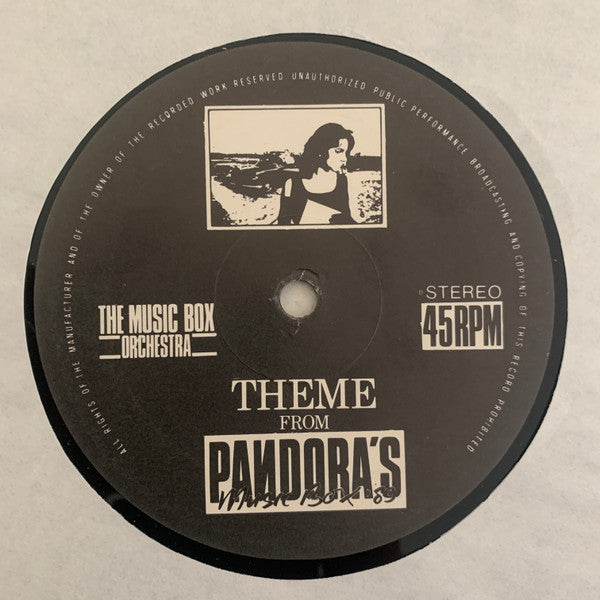 ALL RIGHTS OF THE MANUFACTURER AND OF THE OWNER OF THE RECORDED WORK RESERVED UNAUTHORIZED PUBLIC PERFORMANCE BROADCASTING AND COPYING OF THIS RECORD PROHIBITED
THE MUSIC BOX
ORCHESTRA
STEREO
45RPM
THEME
FROM
PANDORA'S
Music Box '89